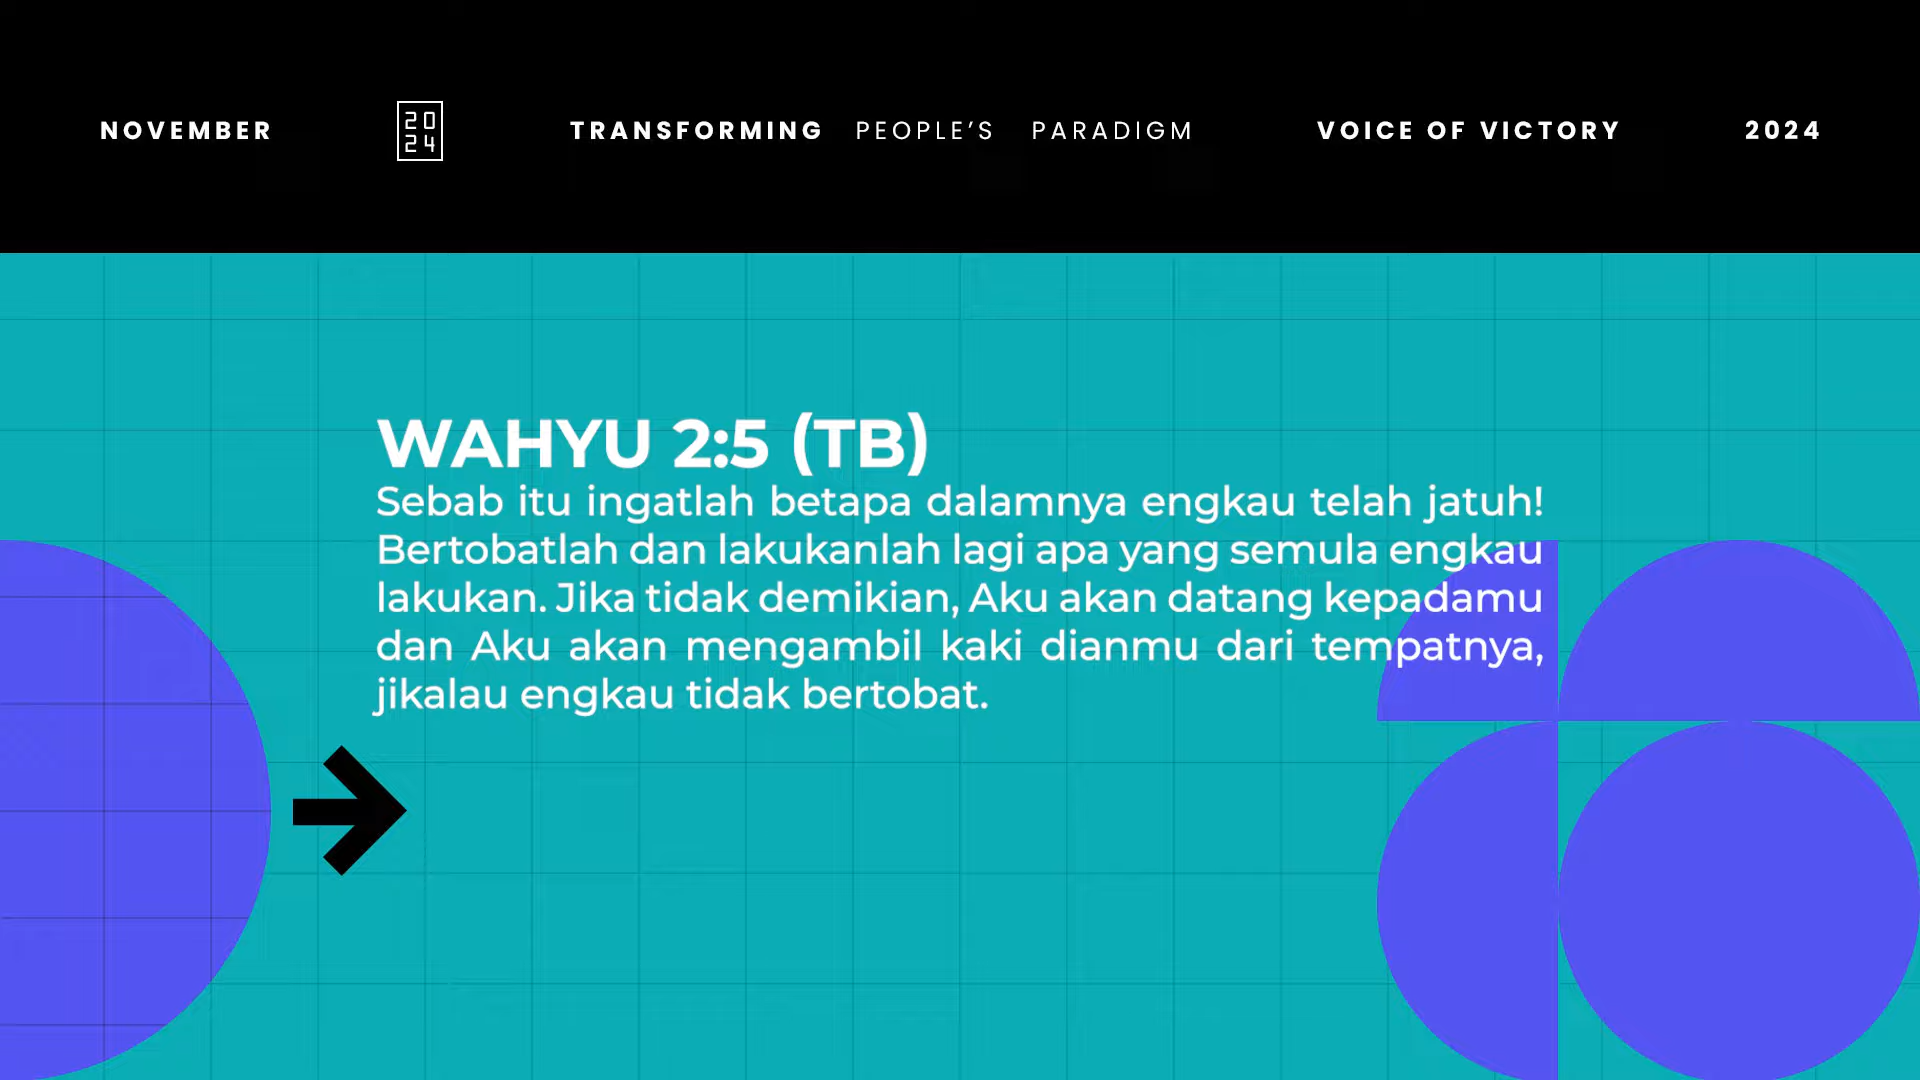 NOVEMBER 2024 TRANSFORMING PEOPLE’S PARADIGM VOICE OF VICTORY 2024
WAHYU 2:5 (TB)
Sebab itu ingatlah betapa dalamnya engkau telah jatuh!
Bertobatlah dan lakukanlah lagi apa yang semula engkau
lakukan. Jika tidak demikian, Aku akan datang kepadamu
dan Aku akan mengambil kaki dianmu dari tempatnya,
jikalau engkau tidak bertobat.